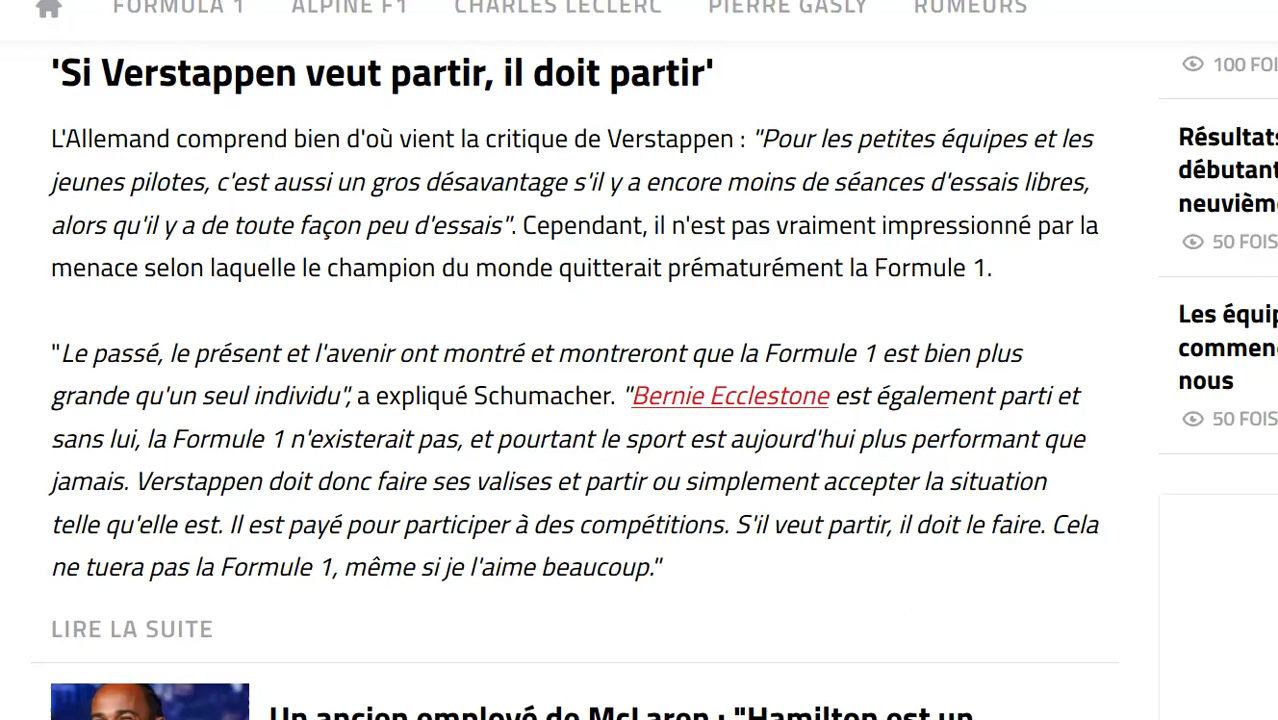 FORMULA 1 ALPINE F1 CHARLES LECLERC PIERRE GASLY RUMEURS
'Si Verstappen veut partir, il doit partir'
L'Allemand comprend bien d'où vient la critique de Verstappen : "Pour les petites équipes et les
jeunes pilotes, c'est aussi un gros désavantage s'il y a encore moins de séances d'essais libres,
alors qu'il y a de toute façon peu d'essais". Cependant, il n'est pas vraiment impressionné par la
menace selon laquelle le champion du monde quitterait prématurément la Formule 1.
"Le passé, le présent et l'avenir ont montré et montreront que la Formule 1 est bien plus
grande qu'un seul individu", a expliqué Schumacher. "Bernie Ecclestone est également parti et
sans lui, la Formule 1 n'existerait pas, et pourtant le sport est aujourd'hui plus performant que
jamais. Verstappen doit donc faire ses valises et partir ou simplement accepter la situation
telle qu'elle est. Il est payé pour participer à des compétitions. S'il veut partir, il doit le faire. Cela
ne tuera pas la Formule 1, même si je l'aime beaucoup."
LIRE LA SUITE
Un ancien employé de McLaren : "Hamilton est un
100 FOI
Résultats
débutant
neuvièm
50 FOIS
Les équip
commen
nous
50 FOIS